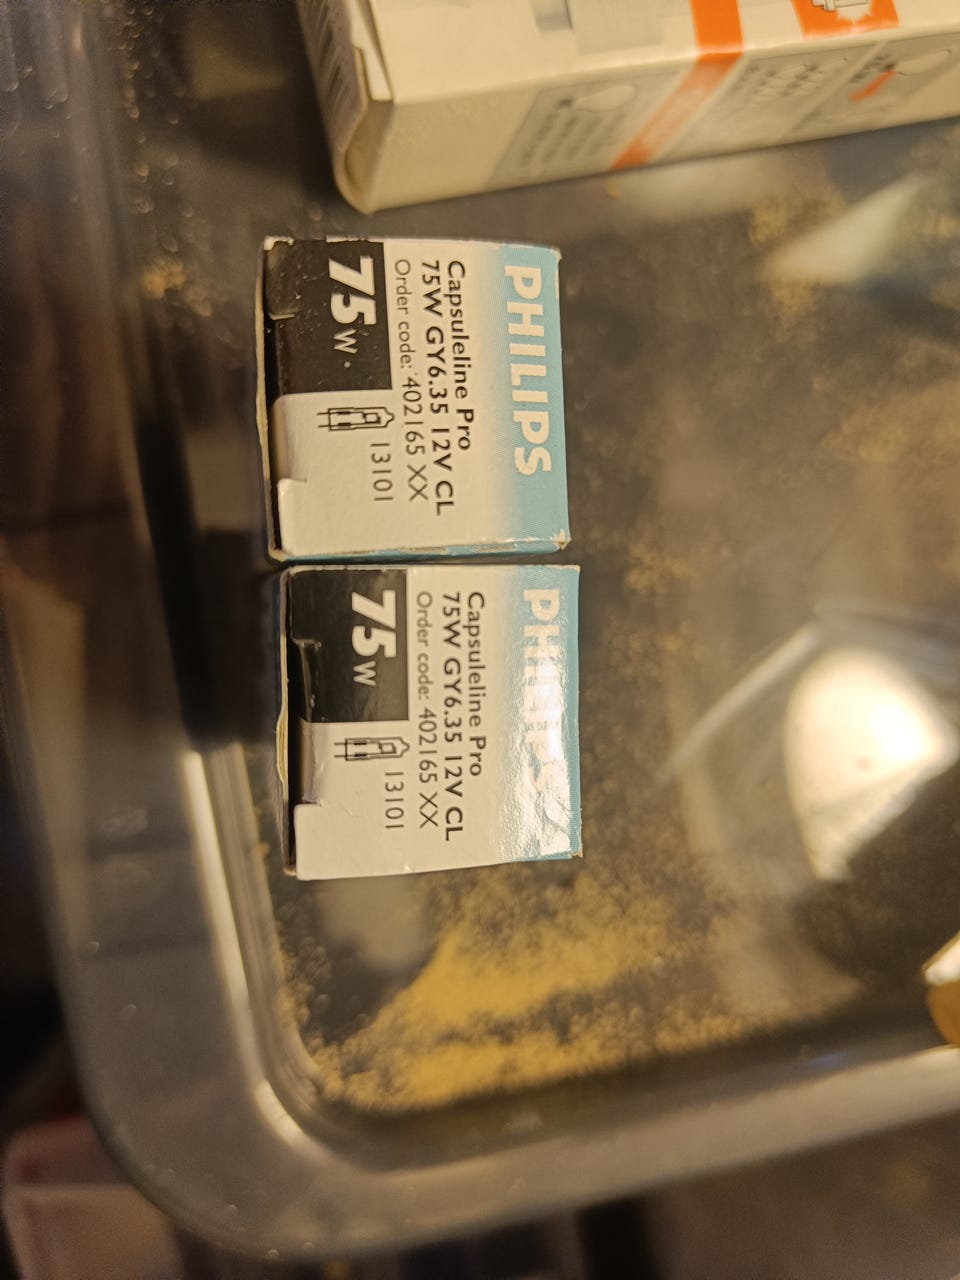 PHILIPS
Capsuleline Pro
75W GY6.35 12V CL
Order code: 402165 XX
75W
13101
PHILIPS
Capsuleline Pro
75W GY6.35 12V CL
Order code: 402165 XX
75W
13101